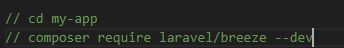 // cd my-app
// composer require laravel/breeze --dev